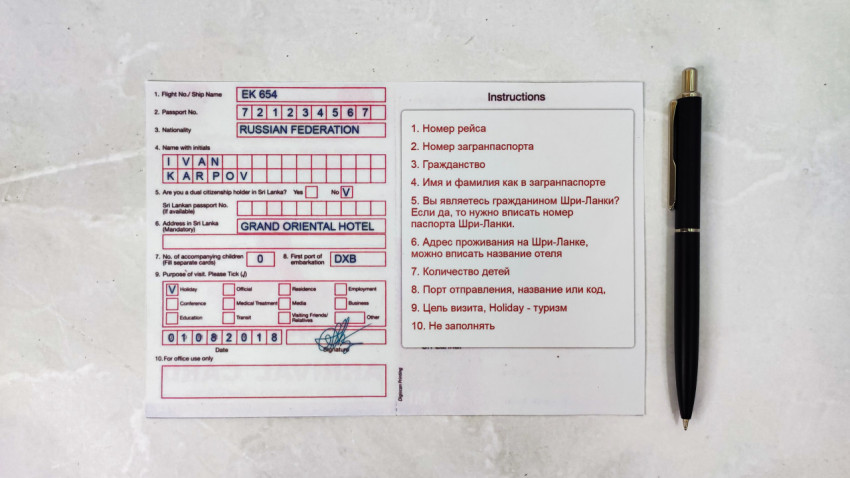 1. Flight No./ Ship Name EK 654
2. Passport No. 7 2 1 2 3 4 5 6 7
3. Nationality RUSSIAN FEDERATION
4. Name with initials
I V A N
K A R P O V
5. Are you a dual citizenship holder in Sri Lanka? Yes No V
Sri Lankan passport No.
(If available)
6. Address in Sri Lanka GRAND ORIENTAL HOTEL
(Mandatory)
7. No. of accompanying children 0 8. First port of DXB
(Fill separate cards) embarkation
9. Purpose of visit. Please Tick (√)
V Holiday Official Residence Employment
Conference Medical Treatment Media Business
Education Transit Visiting Friends/ Other
Relatives
0 1 0 8 2 0 1 8
Date Signature
10. For office use only
Instructions
1. Номер рейса
2. Номер загранпаспорта
3. Гражданство
4. Имя и фамилия как в загранпаспорте
5. Вы являетесь гражданином Шри-Ланки?
Если да, то нужно вписать номер
паспорта Шри-Ланки.
6. Адрес проживания на Шри-Ланке,
можно вписать название отеля
7. Количество детей
8. Порт отправления, название или код,
9. Цель визита, Holiday - туризм
10. Не заполнять